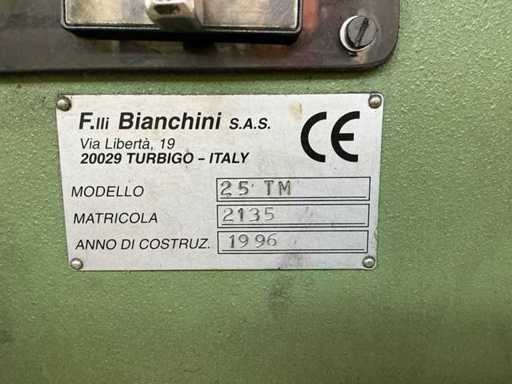 F.lli Bianchini S.A.S.
Via Libertà, 19
20029 TURBIGO - ITALY
CE
MODELLO 25 TM
MATRICOLA 2135
ANNO DI COSTRUZ. 1996